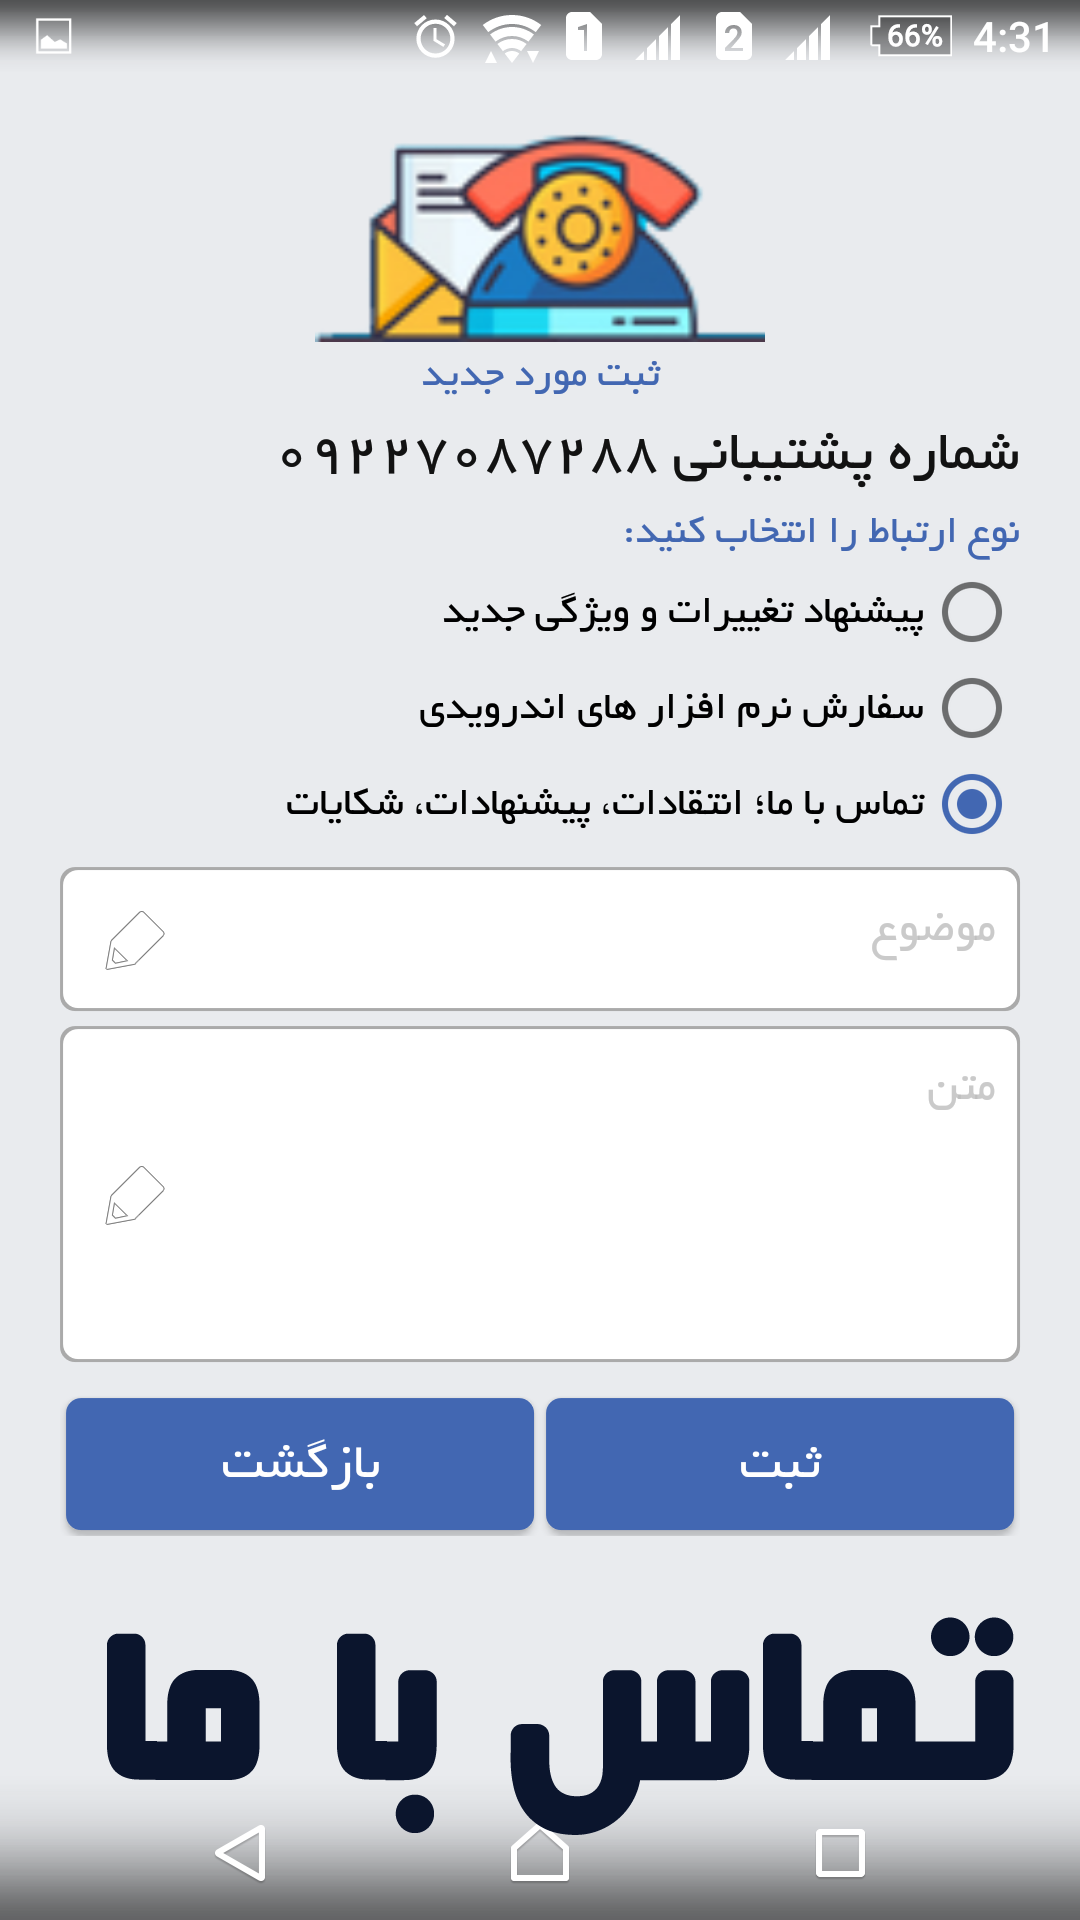 1 2 66% 4:31
ثبت مورد جدید
شماره پشتیبانی ۰۹۲۲۷۰۸۷۲۸۸
نوع ارتباط را انتخاب کنید:
پیشنهاد تغییرات و ویژگی جدید
سفارش نرم افزار های اندرویدی
تماس با ما؛ انتقادات، پیشنهادات، شکایات
موضوع
متن
ثبت
بازگشت
تماس با ما